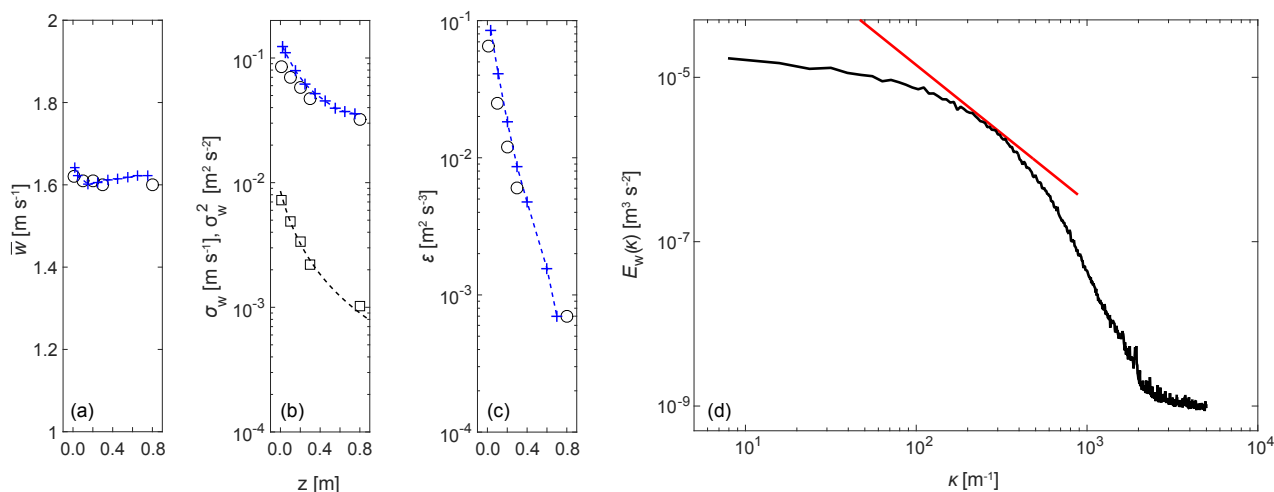 w̅ [m s⁻¹]
2
1.8
1.6
1.4
1.2
1
(a)
0.0 0.4 0.8
σ_w [m s⁻¹], σ_w² [m² s⁻²]
10⁻¹
10⁻²
10⁻³
10⁻⁴
(b)
0.0 0.4 0.8
z [m]
ε [m² s⁻³]
10⁻¹
10⁻²
10⁻³
10⁻⁴
(c)
0.0 0.4 0.8
E_w(κ) [m³ s⁻²]
10⁻⁵
10⁻⁷
10⁻⁹
(d)
10¹ 10² 10³ 10⁴
κ [m⁻¹]